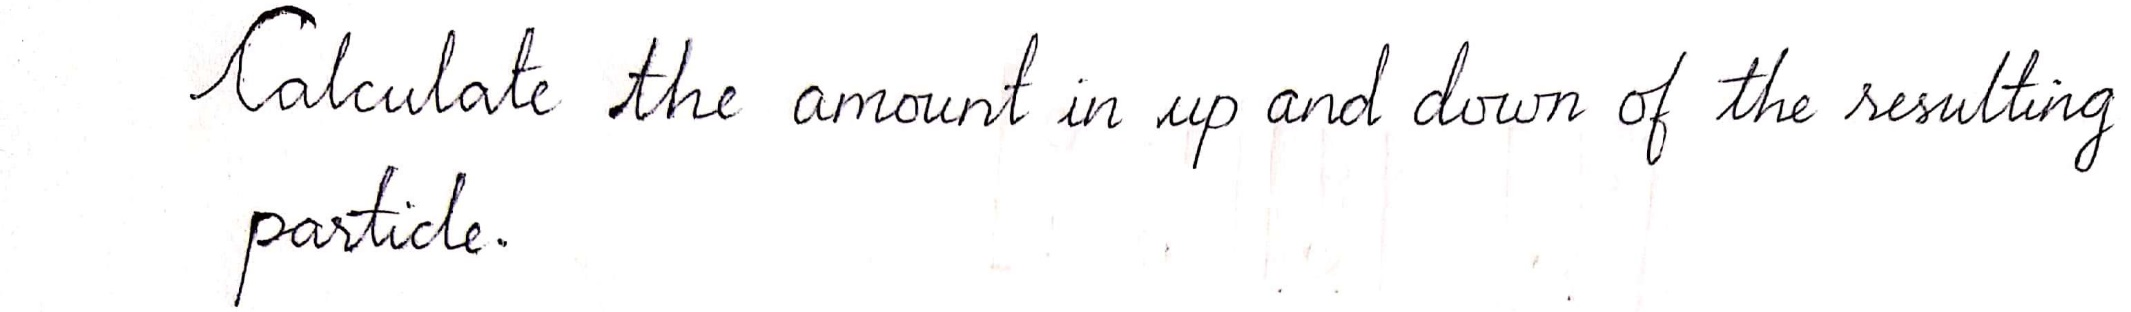 Calculate the amount in up and down of the resulting
particle.